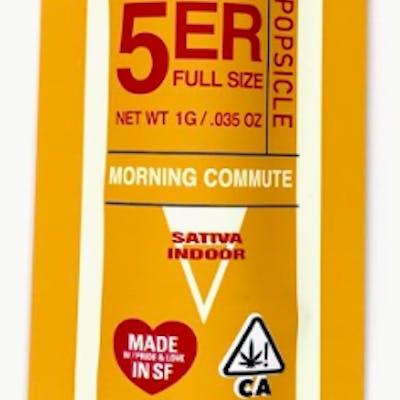 5ER
FULL SIZE
NET WT 1G/.035 OZ
POPSICLE
MORNING COMMUTE
SATIVA
INDOOR
MADE
W/PRIDE & LOVE
IN SF
!
CA